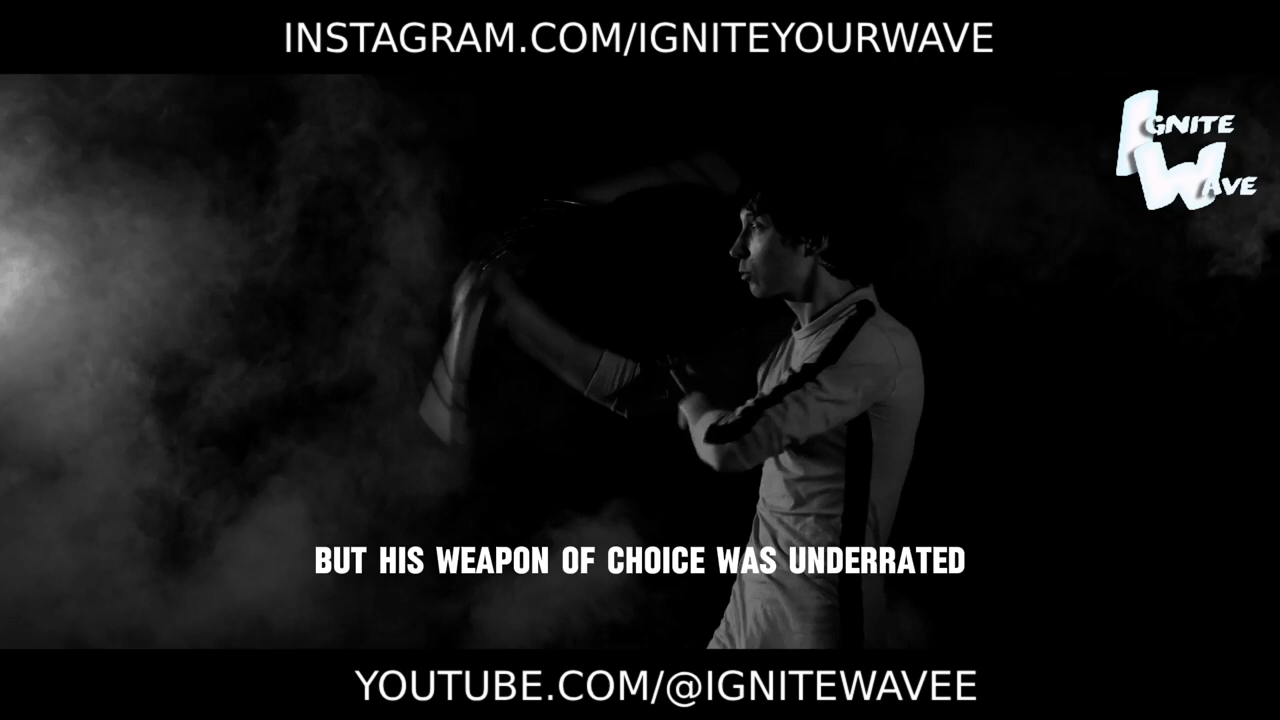 INSTAGRAM.COM/IGNITEYOURWAVE
IGNITE
WAVE
BUT HIS WEAPON OF CHOICE WAS UNDERRATED
YOUTUBE.COM/@IGNITEWAVEE